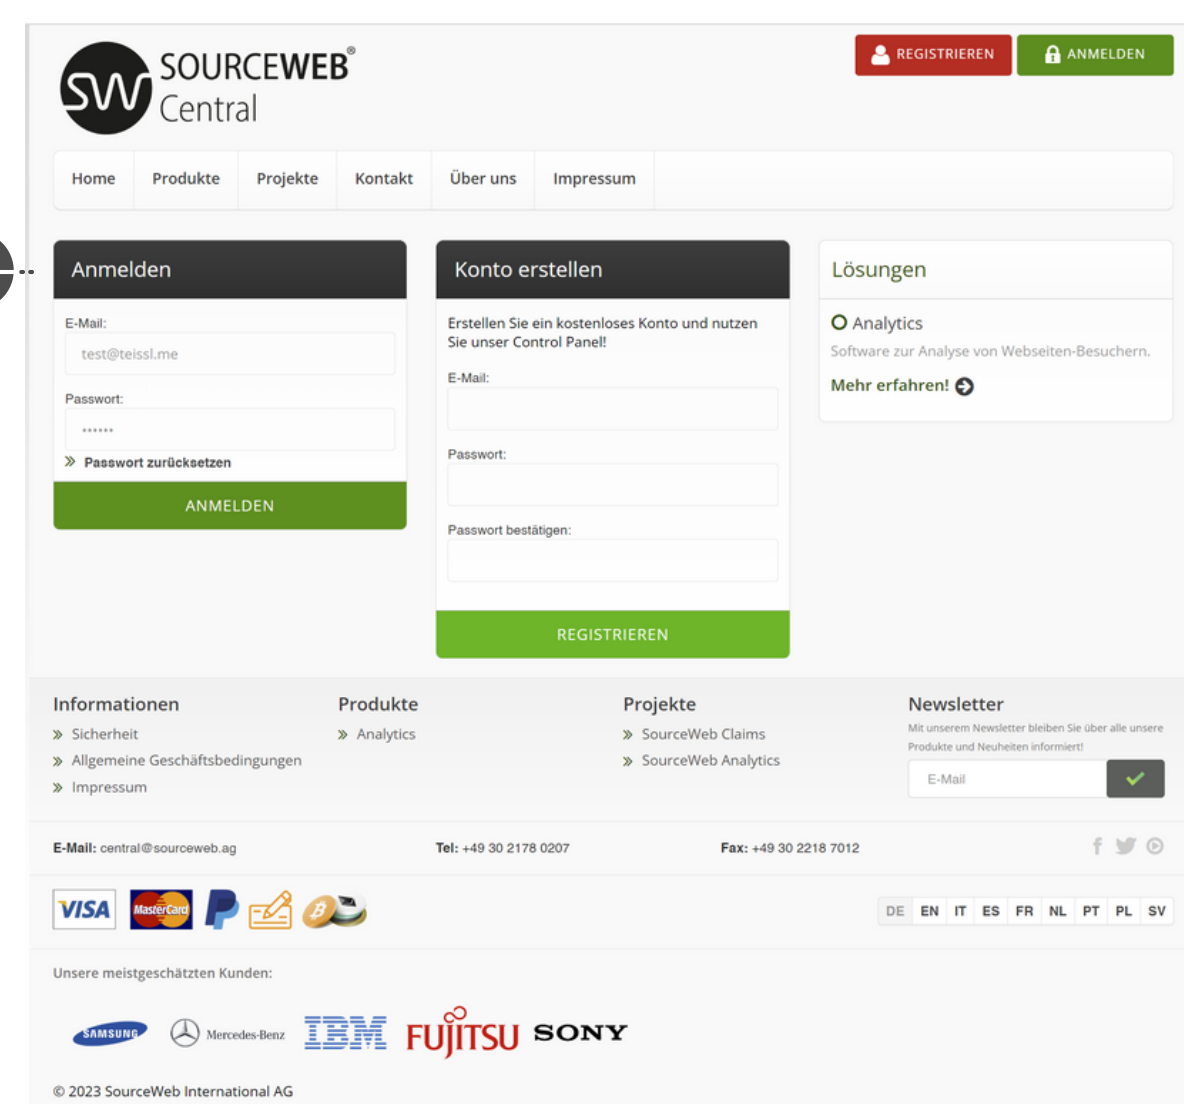 SW SOURCEWEB®
Central
REGISTRIEREN
ANMELDEN
Home Produkte Projekte Kontakt Über uns Impressum
Anmelden
E-Mail:
test@teissl.me
Passwort:
••••••
Passwort zurücksetzen
ANMELDEN
Konto erstellen
Erstellen Sie ein kostenloses Konto und nutzen
Sie unser Control Panel!
E-Mail:
Passwort:
Passwort bestätigen:
REGISTRIEREN
Lösungen
Analytics
Software zur Analyse von Webseiten-Besuchern.
Mehr erfahren!
Informationen
» Sicherheit
» Allgemeine Geschäftsbedingungen
» Impressum
Produkte
» Analytics
Projekte
» SourceWeb Claims
» SourceWeb Analytics
Newsletter
Mit unserem Newsletter bleiben Sie über alle unsere
Produkte und Neuheiten informiert!
E-Mail
E-Mail: central@sourceweb.ag
Tel: +49 30 2178 0207
Fax: +49 30 2218 7012
VISA MasterCard
DE EN IT ES FR NL PT PL SV
Unsere meistgeschätzten Kunden:
SAMSUNG Mercedes-Benz IBM FUJITSU SONY
© 2023 SourceWeb International AG